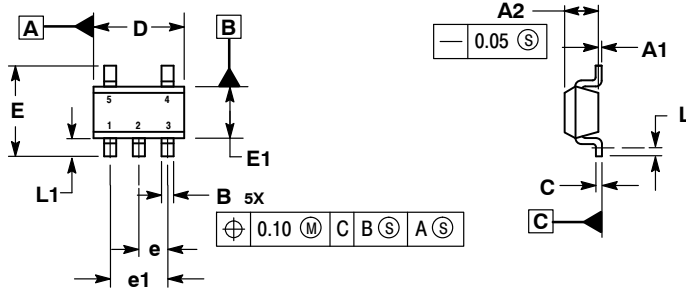 A
D
B
A2
— 0.05 Ⓢ
A1
E
5 4
1 2 3
E1
L
L1
B 5X
C
⌖ 0.10 Ⓜ C B Ⓢ A Ⓢ
C
e
e1